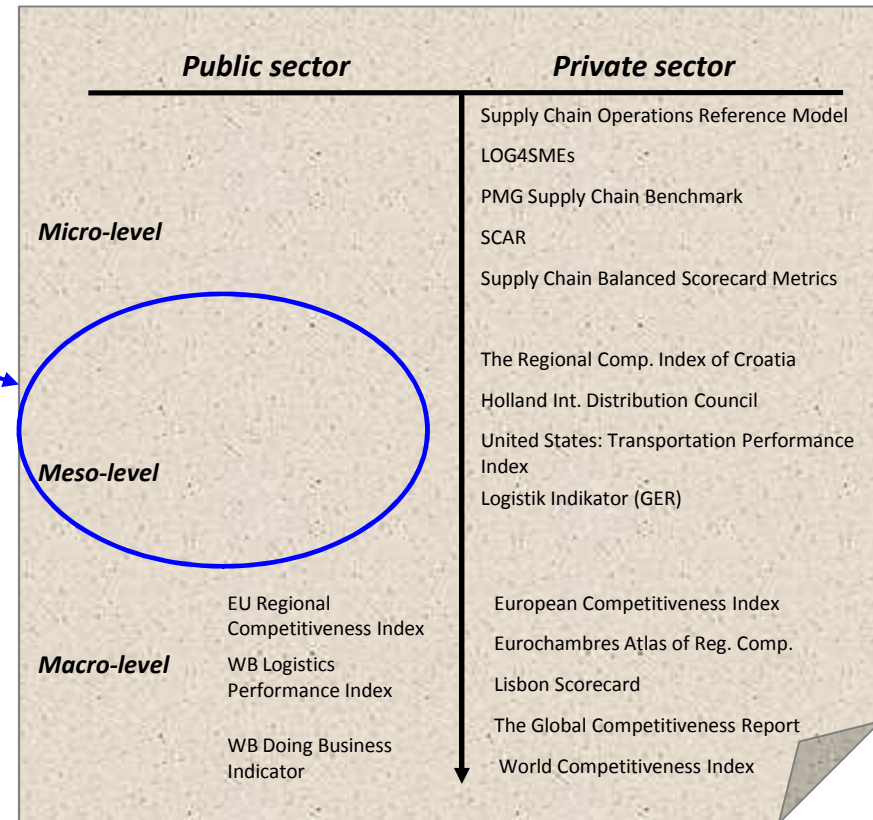 Public sector
Private sector
Supply Chain Operations Reference Model
LOG4SMEs
PMG Supply Chain Benchmark
Micro-level
SCAR
Supply Chain Balanced Scorecard Metrics
The Regional Comp. Index of Croatia
Holland Int. Distribution Council
United States: Transportation Performance
Index
Meso-level
Logistik Indikator (GER)
EU Regional
Competitiveness Index
European Competitiveness Index
Eurochambres Atlas of Reg. Comp.
Macro-level
WB Logistics
Performance Index
Lisbon Scorecard
The Global Competitiveness Report
WB Doing Business
Indicator
World Competitiveness Index